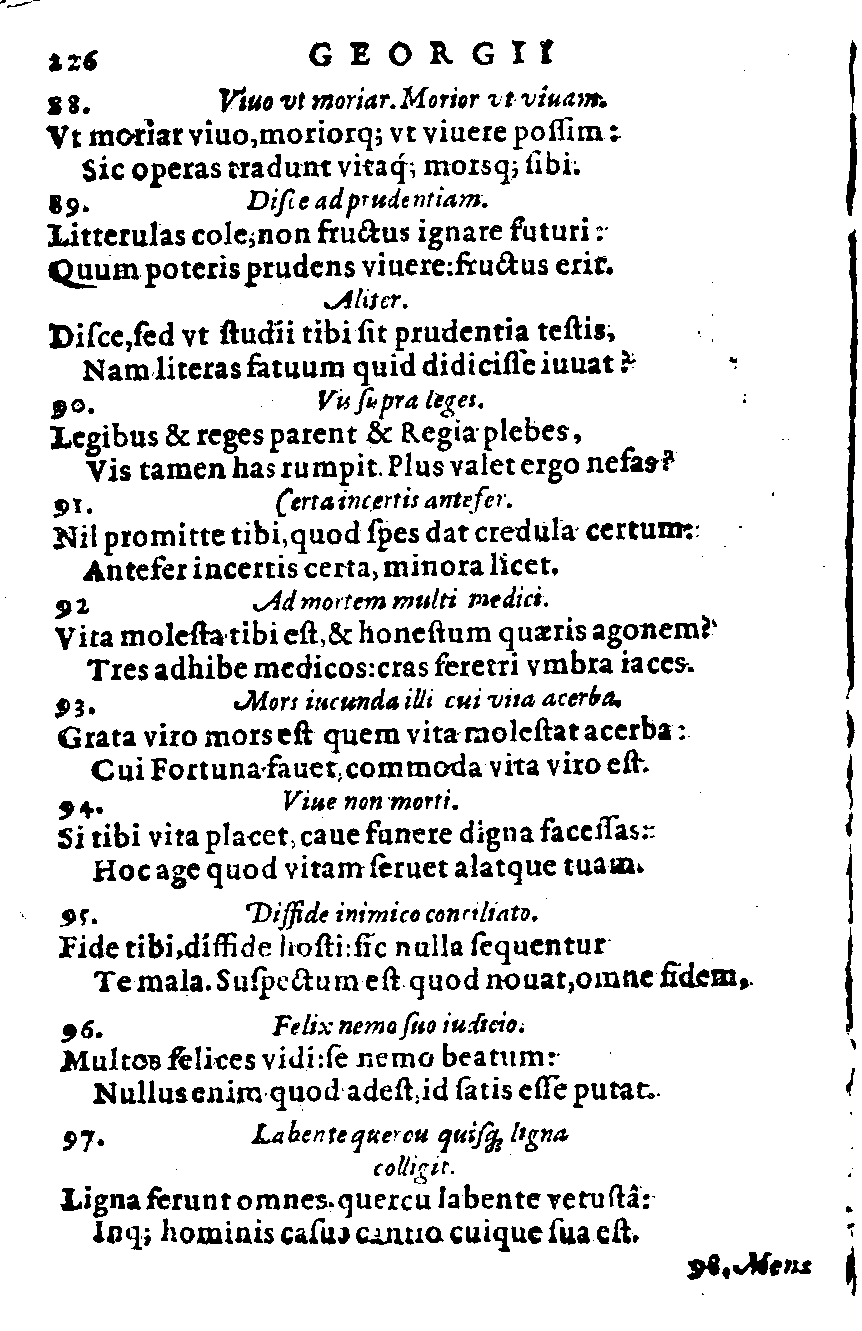 226 GEORGII
88. Viuo vt moriar. Morior vt viuam.
Vt moriar viuo, moriorq; vt viuere poſſim:
Sic operas tradunt vitaq́; morsq; ſibi.
89. Diſce ad prudentiam.
Litterulas cole, non fructus ignare futuri:
Quum poteris prudens viuere: fructus erit.
Aliter.
Diſce, ſed vt ſtudii tibi ſit prudentia teſtis,
Nam literas fatuum quid didiciſſe iuuat?
90. Vis ſupra leges.
Legibus & reges parent & Regia plebes,
Vis tamen has rumpit. Plus valet ergo nefas?
91. Certa incertis antefer.
Nil promitte tibi, quod ſpes dat credula certum:
Antefer incertis certa, minora licet.
92 Ad mortem multi medici.
Vita moleſta tibi eſt, & honeſtum quæris agonem?
Tres adhibe medicos: cras feretri vmbra iaces.
93. Mors iucunda illi cui vita acerba.
Grata viro mors eſt quem vita moleſtat acerba:
Cui Fortuna fauet, commoda vita viro eſt.
94. Viue non morti.
Si tibi vita placet, caue funere digna faceſſas:
Hoc age quod vitam ſeruet alatque tuam.
95. Diffide inimico conciliato.
Fide tibi, diffide hoſti: ſic nulla ſequentur
Te mala. Suſpectum eſt quod nouat, omne fidem,
96. Felix nemo ſuo iudicio.
Multos felices vidi: ſe nemo beatum:
Nullus enim quod adeſt, id ſatis eſſe putat.
97. Labente quercu quiſq; ligna
colligit.
Ligna ferunt omnes quercu labente vetuſtâ:
Inq; hominis caſu cuique ſua eſt.
98. Mens